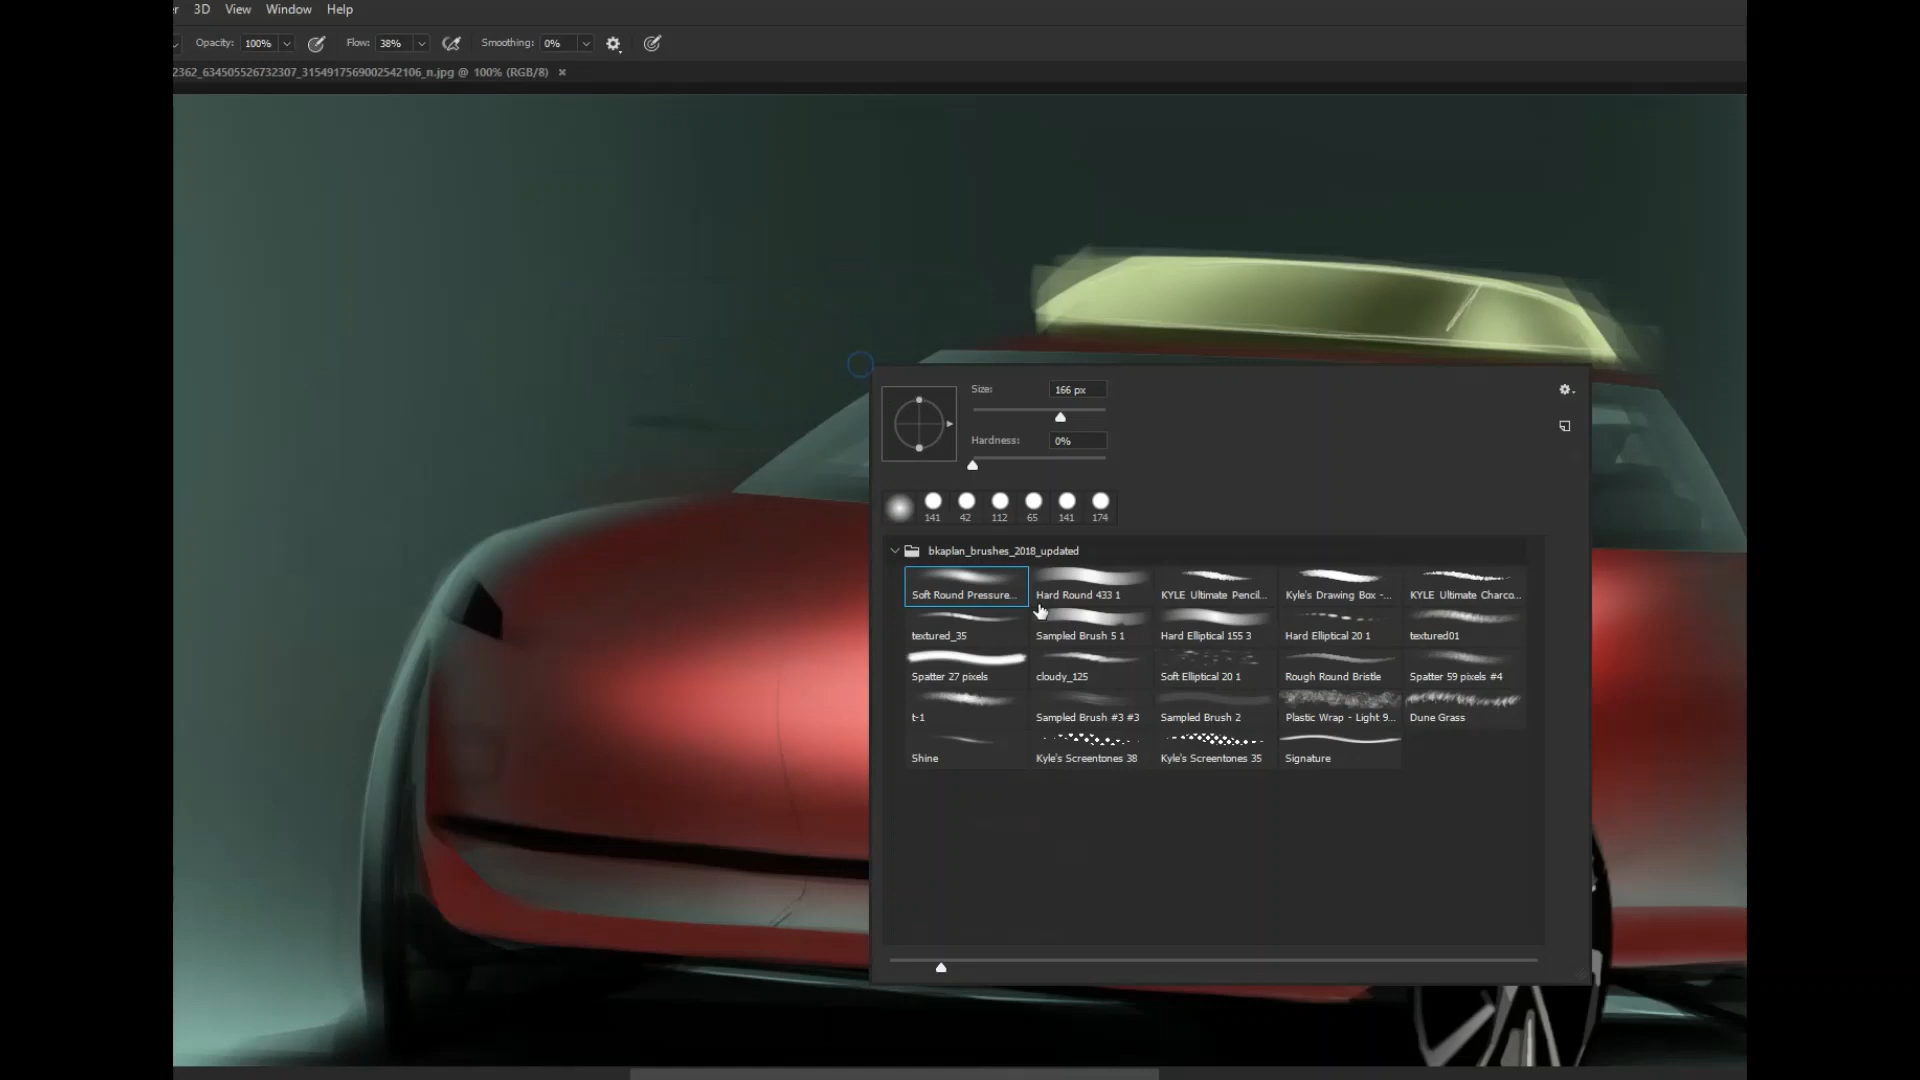 r 3D View Window Help
Opacity: 100% Flow: 38% Smoothing: 0%
2362_634505526732307_3154917569002542106_n.jpg @ 100% (RGB/8) ×
Size: 166 px
Hardness: 0%
141 42 112 65 141 174
bkaplan_brushes_2018_updated
Soft Round Pressure... Hard Round 433 1 KYLE Ultimate Pencil... Kyle's Drawing Box -... KYLE Ultimate Charco...
textured_35 Sampled Brush 5 1 Hard Elliptical 155 3 Hard Elliptical 20 1 textured01
Spatter 27 pixels cloudy_125 Soft Elliptical 20 1 Rough Round Bristle Spatter 59 pixels #4
t-1 Sampled Brush #3 #3 Sampled Brush 2 Plastic Wrap - Light 9... Dune Grass
Shine Kyle's Screentones 38 Kyle's Screentones 35 Signature